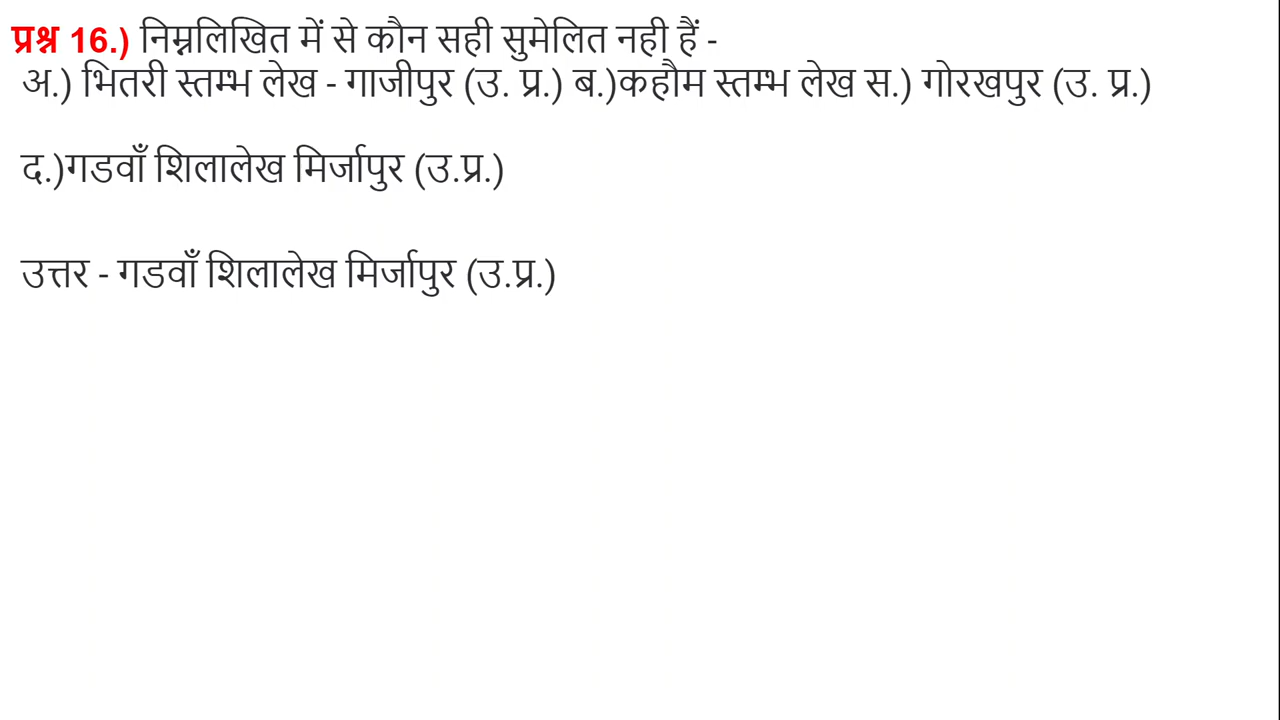 प्रश्न 16.) निम्नलिखित में से कौन सही सुमेलित नही हैं -
अ.) भितरी स्तम्भ लेख - गाजीपुर (उ. प्र.) ब.)कहौम स्तम्भ लेख स.) गोरखपुर (उ. प्र.)
द.)गडवाँ शिलालेख मिर्जापुर (उ.प्र.)
उत्तर - गडवाँ शिलालेख मिर्जापुर (उ.प्र.)